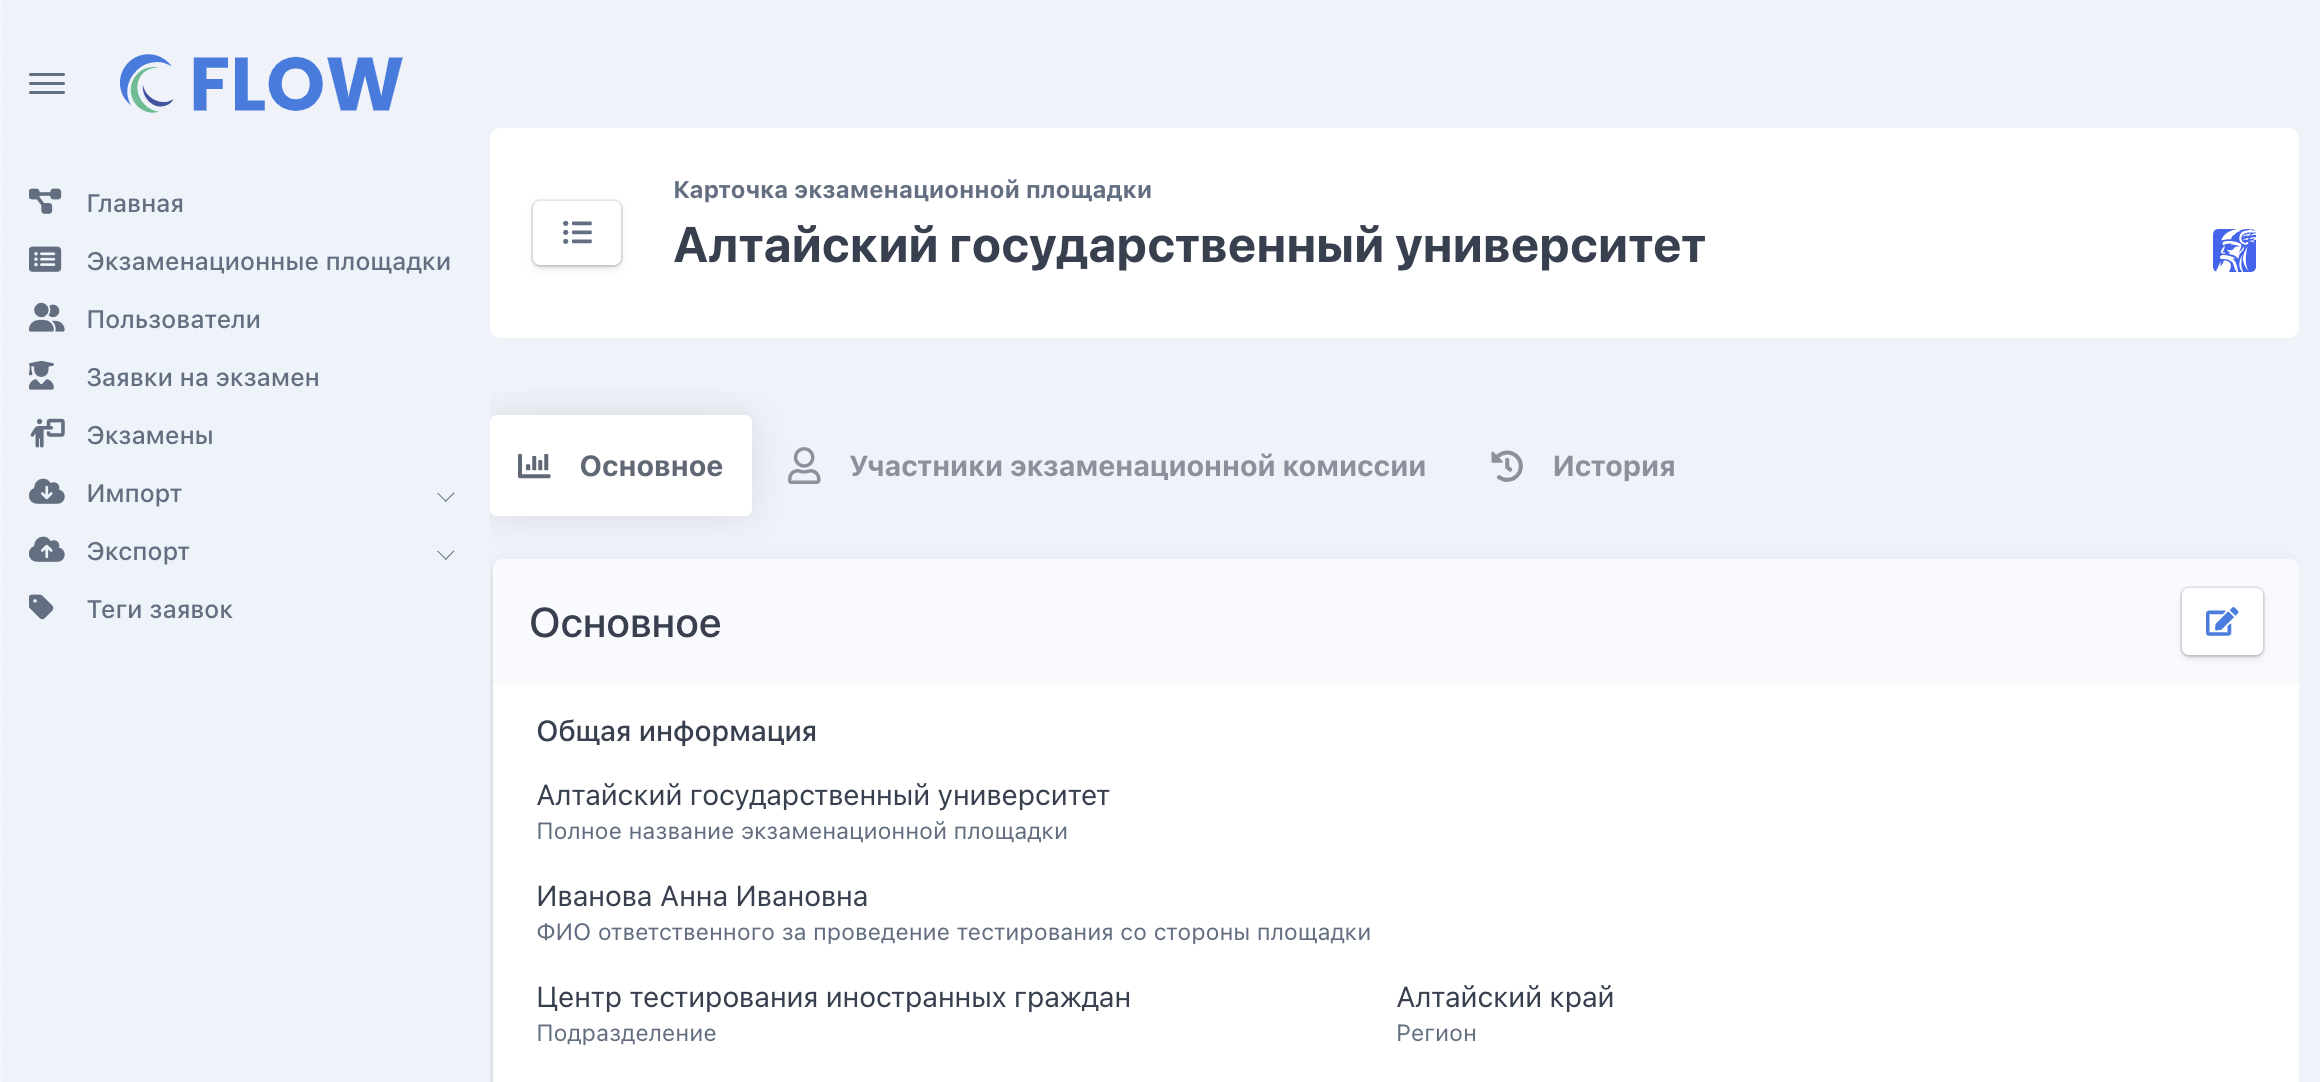 FLOW
Главная
Экзаменационные площадки
Пользователи
Заявки на экзамен
Экзамены
Импорт
Экспорт
Теги заявок
Карточка экзаменационной площадки
Алтайский государственный университет
Основное
Участники экзаменационной комиссии
История
Основное
Общая информация
Алтайский государственный университет
Полное название экзаменационной площадки
Иванова Анна Ивановна
ФИО ответственного за проведение тестирования со стороны площадки
Центр тестирования иностранных граждан
Подразделение
Алтайский край
Регион